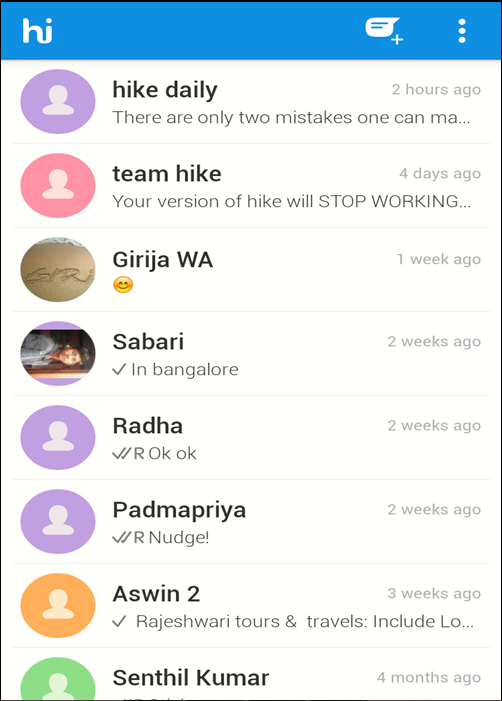 hi
hike daily 2 hours ago
There are only two mistakes one can ma...
team hike 4 days ago
Your version of hike will STOP WORKING...
Girija WA 1 week ago
😊
Sabari 2 weeks ago
✓ In bangalore
Radha 2 weeks ago
✓✓R Ok ok
Padmapriya 2 weeks ago
✓✓R Nudge!
Aswin 2 3 weeks ago
✓ Rajeshwari tours & travels: Include Lo...
Senthil Kumar 4 months ago